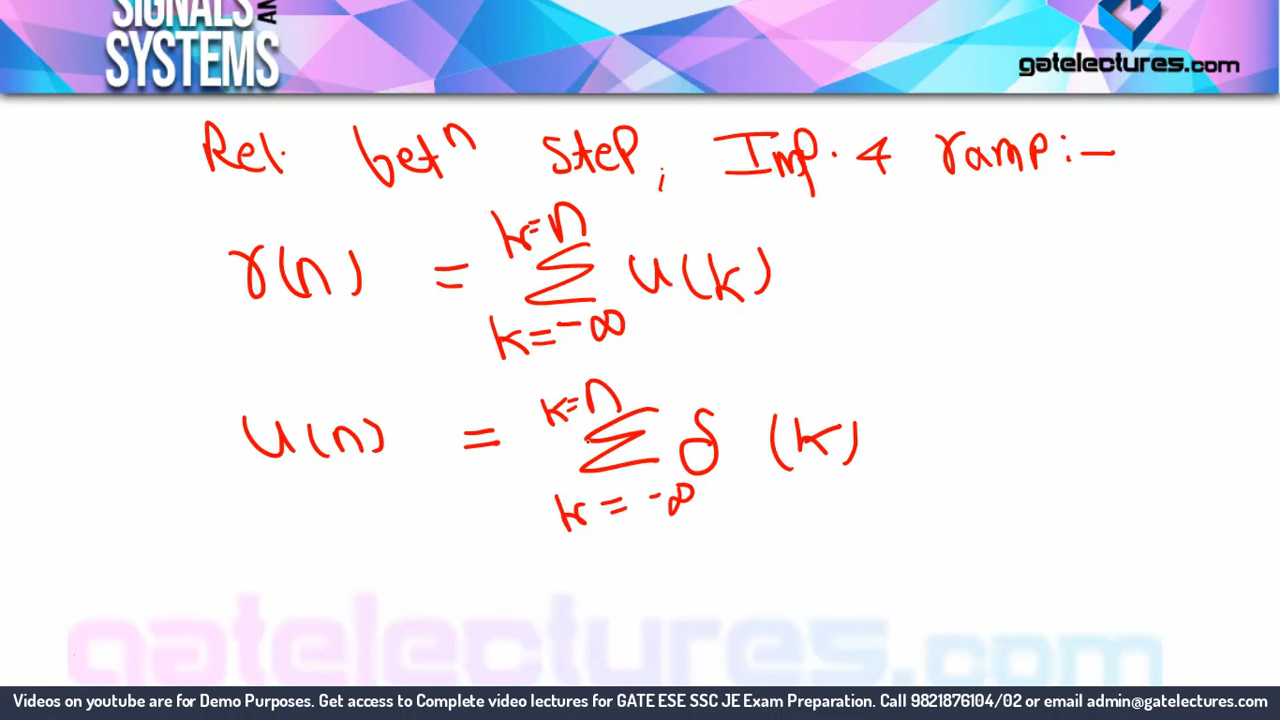 SIGNALS AND
SYSTEMS
gatelectures.com
Rel. betⁿ step, Imp. & ramp:-
r(n) = ∑_{k=-∞}^{k=n} u(k)
u(n) = ∑_{k=-∞}^{k=n} δ(k)
gatelectures.com
Videos on youtube are for Demo Purposes. Get access to Complete video lectures for GATE ESE SSC JE Exam Preparation. Call 9821876104/02 or email admin@gatelectures.com